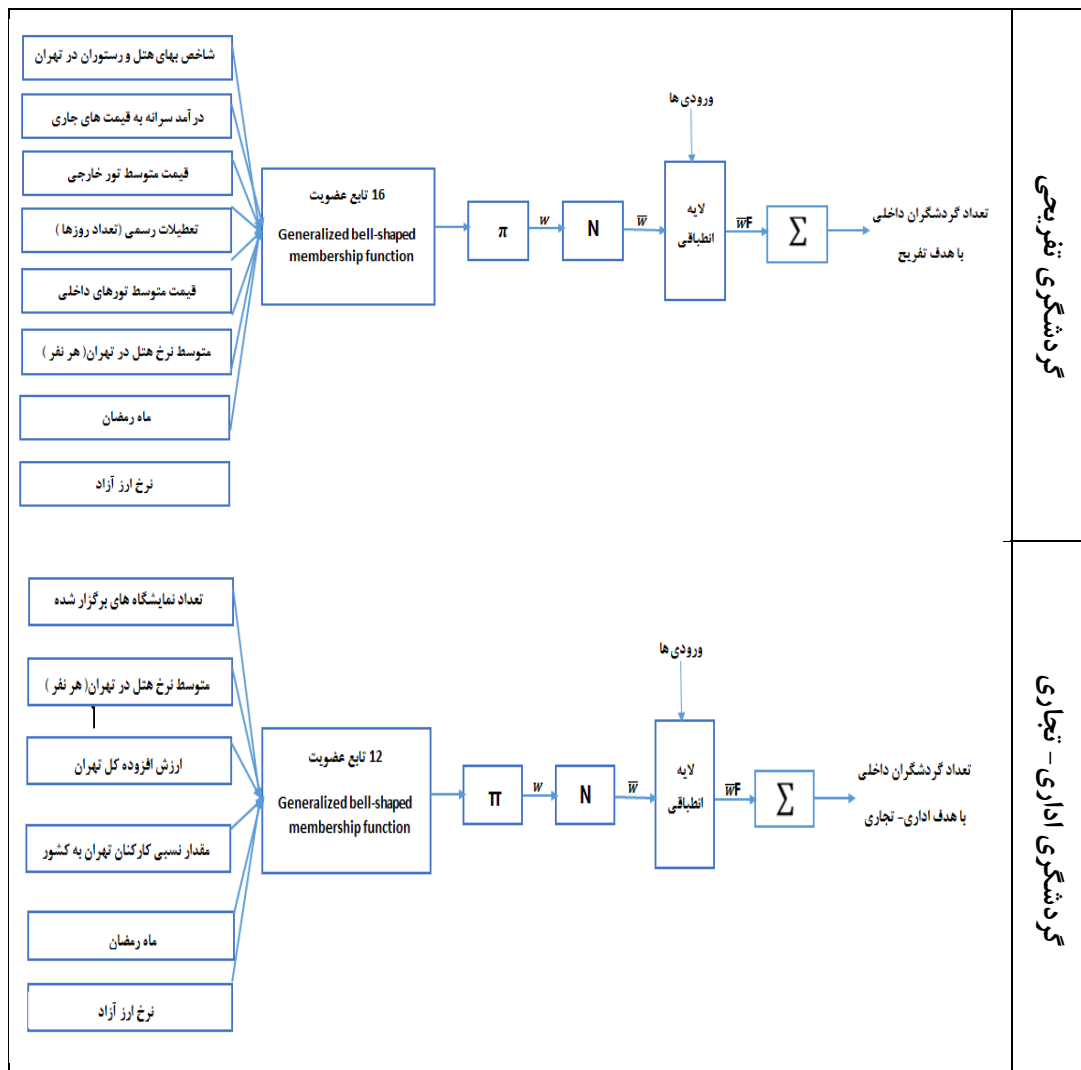 گردشگری تفریحی
شاخص بهای هتل و رستوران در تهران
درآمد سرانه به قیمت های جاری
قیمت متوسط تور خارجی
تعطیلات رسمی (تعداد روزها )
قیمت متوسط تورهای داخلی
متوسط نرخ هتل در تهران( هر نفر )
ماه رمضان
نرخ ارز آزاد
16 تابع عضویت
Generalized bell-shaped
membership function
π
w
N
w̅
ورودی‌ها
لایه
انطباقی
w̅F
∑
تعداد گردشگران داخلی
با هدف تفریح
گردشگری اداری- تجاری
تعداد نمایشگاه های برگزار شده
متوسط نرخ هتل در تهران( هر نفر )
ارزش افزوده کل تهران
مقدار نسبی کارکنان تهران به کشور
ماه رمضان
نرخ ارز آزاد
12 تابع عضویت
Generalized bell-shaped
membership function
π
w
N
w̅
ورودی‌ها
لایه
انطباقی
w̅F
∑
تعداد گردشگران داخلی
با هدف اداری- تجاری